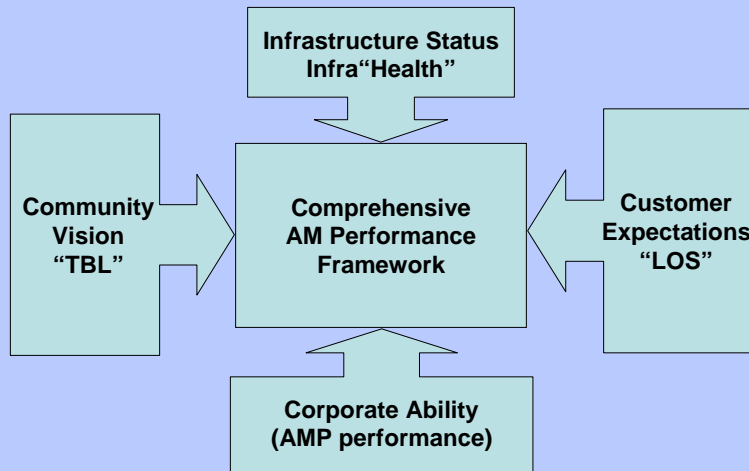 Infrastructure Status
Infra“Health”
Community
Vision
“TBL”
Comprehensive
AM Performance
Framework
Customer
Expectations
“LOS”
Corporate Ability
(AMP performance)